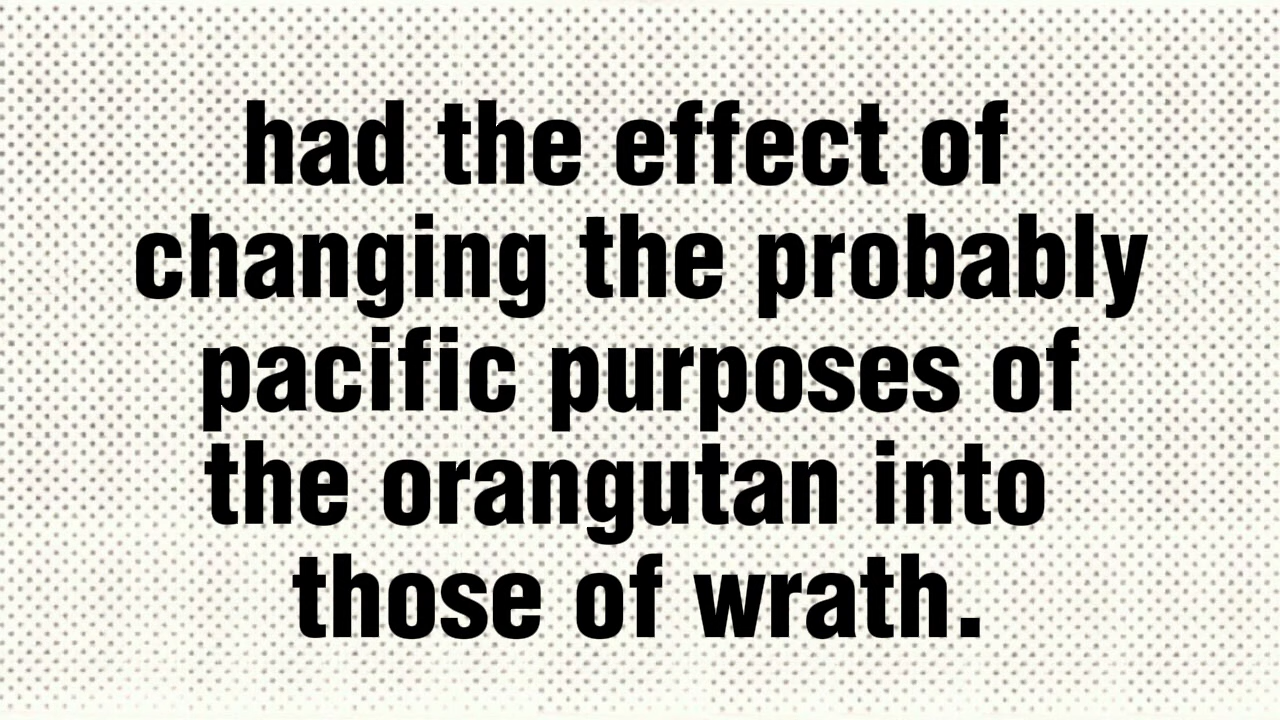 had the effect of
changing the probably
pacific purposes of
the orangutan into
those of wrath.